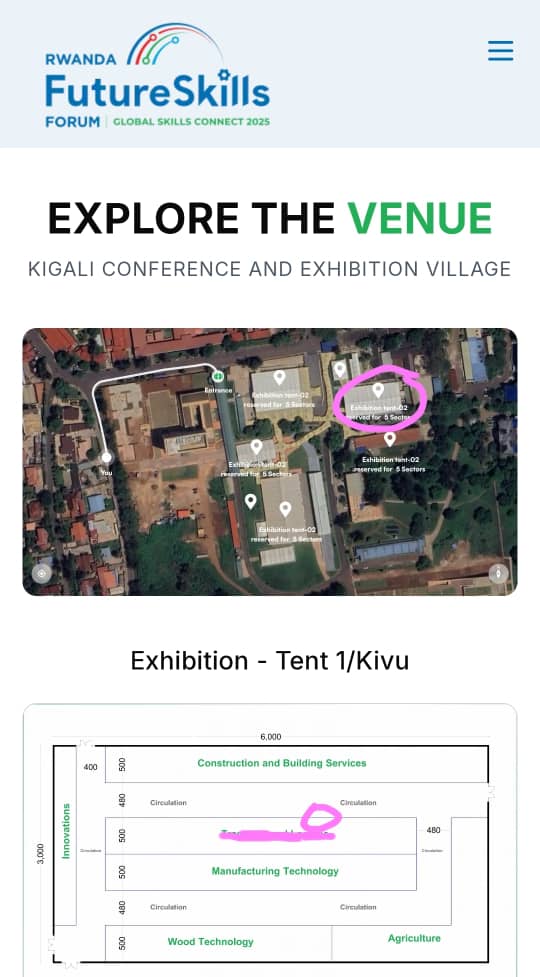 RWANDA
FutureSkills
FORUM | GLOBAL SKILLS CONNECT 2025
EXPLORE THE VENUE
KIGALI CONFERENCE AND EXHIBITION VILLAGE
Entrance
Exhibition tent-02
reserved for 5 Sectors
Exhibition tent-02
reserved for 5 Sectors
Exhibition tent-02
reserved for 5 Sectors
Exhibition tent-02
reserved for 5 Sectors
You
Exhibition tent-02
reserved for 5 Sectors
Exhibition - Tent 1/Kivu
6,000
400
500
Construction and Building Services
480
Circulation
Circulation
Innovations
3,000
Circulation
500
480
Circulation
500
Manufacturing Technology
480
Circulation
Circulation
500
Wood Technology
Agriculture